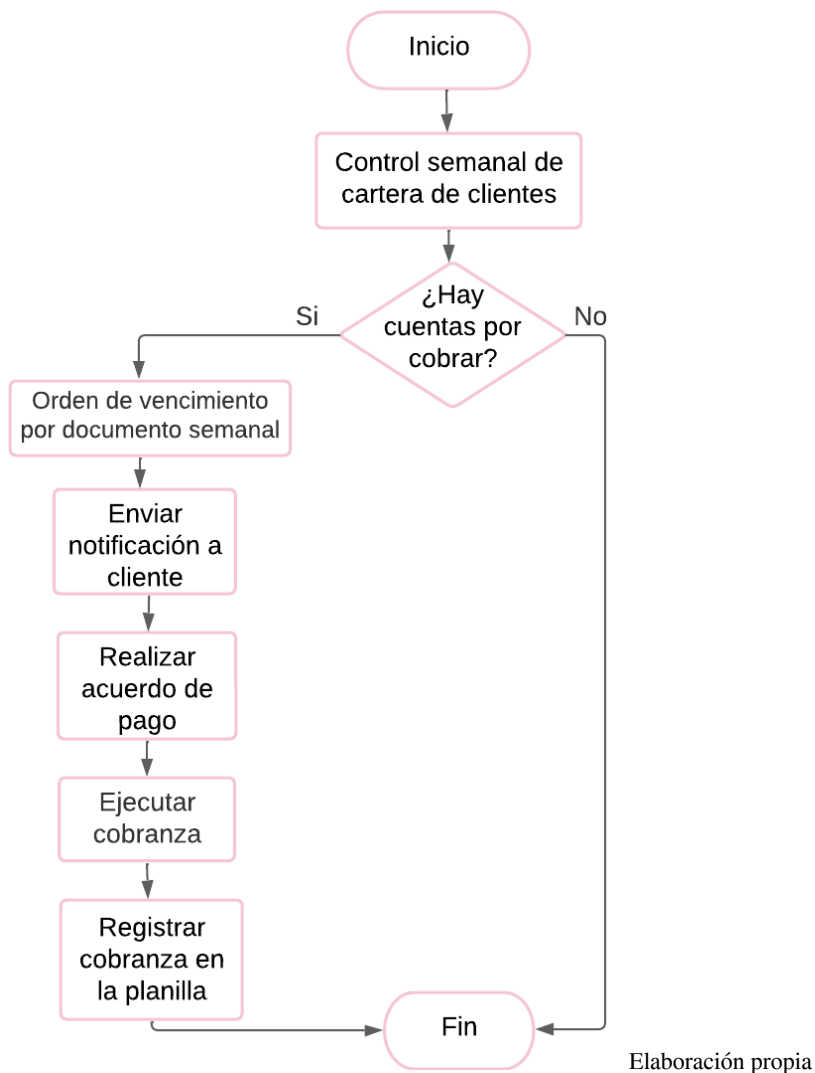 Inicio
Control semanal de
cartera de clientes
¿Hay
cuentas por
cobrar?
Si
No
Orden de vencimiento
por documento semanal
Enviar
notificación a
cliente
Realizar
acuerdo de
pago
Ejecutar
cobranza
Registrar
cobranza en
la planilla
Fin
Elaboración propia